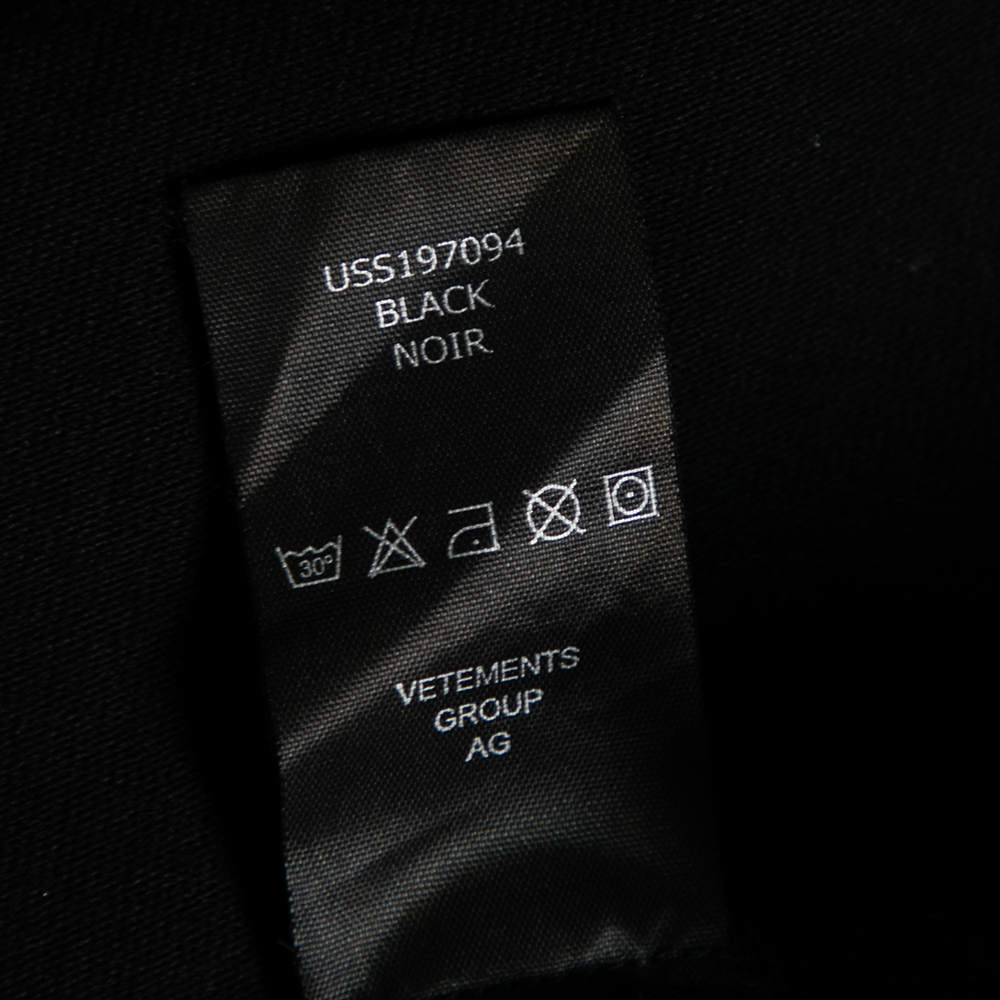 USS197094
BLACK
NOIR
30°
VETEMENTS
GROUP
AG